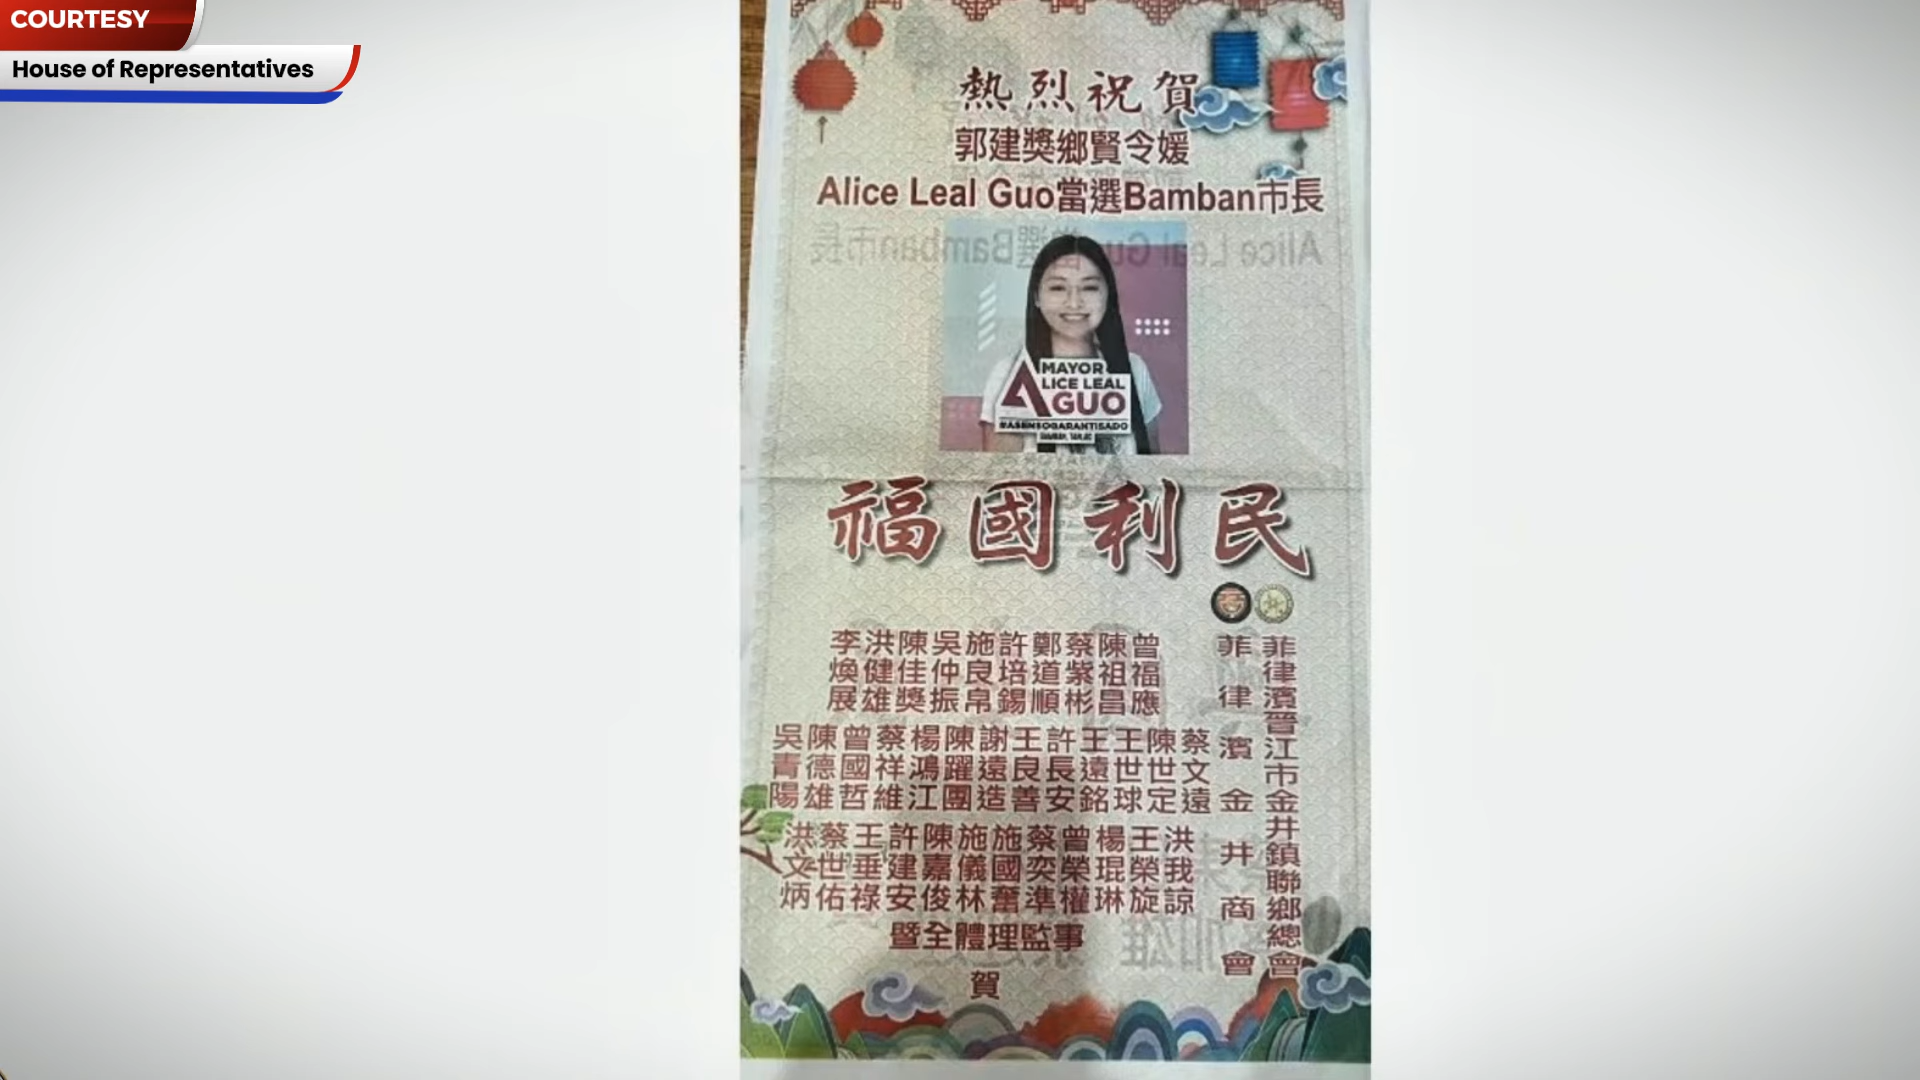 COURTESY
House of Representatives
熱烈祝賀
郭建獎鄉賢令媛
Alice Leal Guo當選Bamban市長
MAYOR
ALICE LEAL
GUO
#ASENSOGARANTISADO
BAMBAN, TARLAC
福國利民
菲律濱晉江市金井鎮聯鄉總會
菲律濱金井商會
曾福應
陳祖昌
蔡紫彬
鄭道順
許培錫
施良帛
吳仲振
陳佳獎
洪健雄
李煥展
蔡文遠
陳世定
王世球
王遠銘
許長安
王良善
謝遠造
陳躍團
楊鴻江
蔡祥維
曾國哲
陳德雄
吳青陽
洪我諒
王榮旋
楊琨琳
曾榮權
蔡奕準
施國奮
施儀林
陳嘉俊
許建安
王垂祿
蔡世佑
洪文炳
暨全體理監事
賀